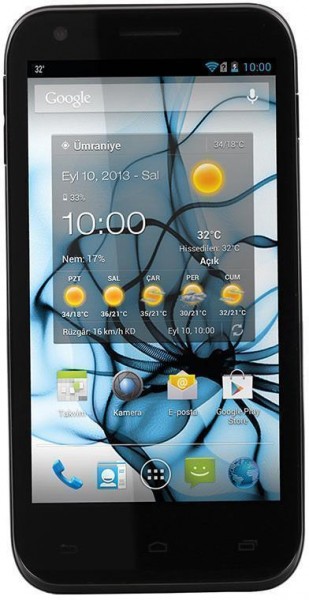 32°
10:00
Google
Ümraniye
34/18°C
Eyl 10, 2013 - Sal
33%
10:00
32°C
Hissedilen: 32°C
Nem: 17%
Açık
PZT SAL ÇAR PER CUM
34/18°C 36/21°C 35/21°C 30/21°C 32/21°C
Rüzgâr: 16 km/h KD
Eyl 10, 10:00
Takvim Kamera E-posta Google Play
Store